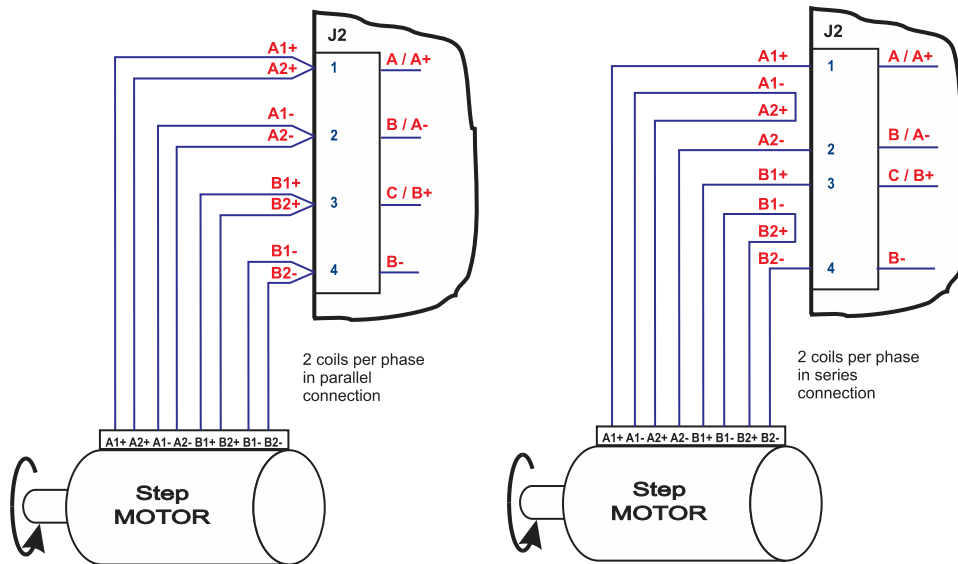 J2
A1+
A2+
1
A / A+
A1-
A2-
2
B / A-
B1+
B2+
3
C / B+
B1-
B2-
4
B-
2 coils per phase
in parallel
connection
A1+ A2+ A1- A2- B1+ B2+ B1- B2-
Step
MOTOR
J2
A1+
1
A / A+
A1-
A2+
A2-
2
B / A-
B1+
3
C / B+
B1-
B2+
B2-
4
B-
2 coils per phase
in series
connection
A1+ A1- A2+ A2- B1+ B1- B2+ B2-
Step
MOTOR